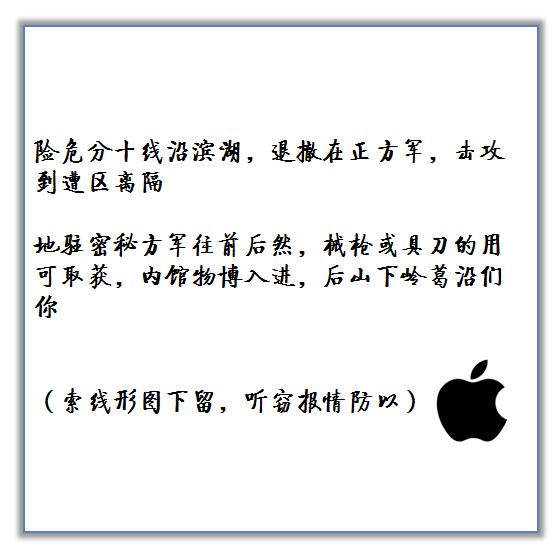 险危分十线沿滨湖，退撤在正方军，击攻
到遭区离隔
地驻密秘方军往前后然，械枪或具刀的用
可取获，内馆物博入进，后山下岭葛沿们
你
（索线形图下留，听窃报情防以）